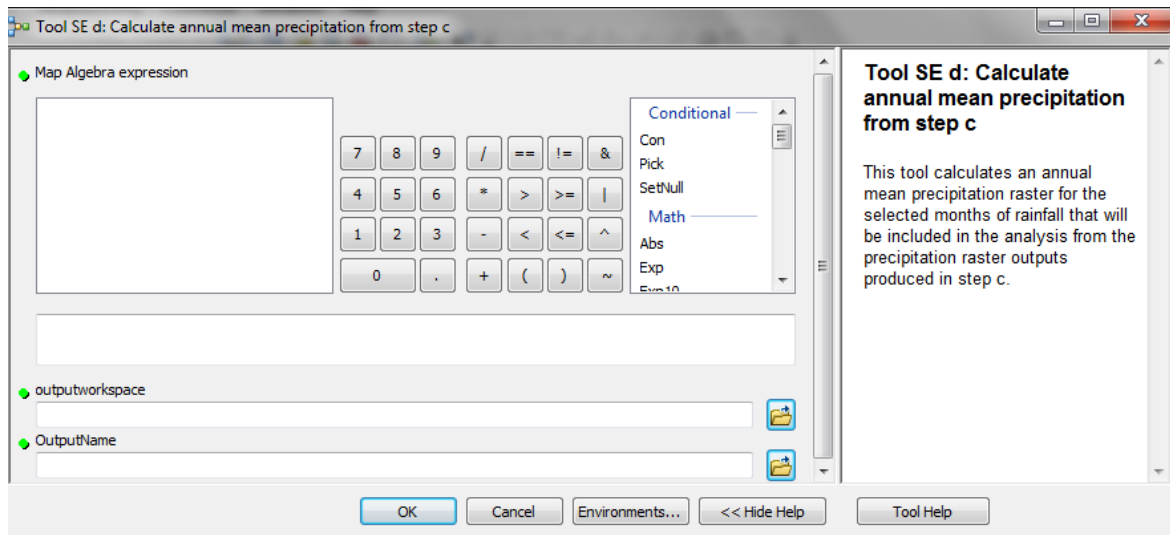 Tool SE d: Calculate annual mean precipitation from step c
Map Algebra expression
7 8 9 / == != &
4 5 6 * > >= |
1 2 3 - < <= ^
0 . + ( ) ~
Conditional
Con
Pick
SetNull
Math
Abs
Exp
Exp10
outputworkspace
OutputName
OK
Cancel
Environments...
<< Hide Help
Tool Help
Tool SE d: Calculate
annual mean precipitation
from step c
This tool calculates an annual
mean precipitation raster for the
selected months of rainfall that will
be included in the analysis from the
precipitation raster outputs
produced in step c.